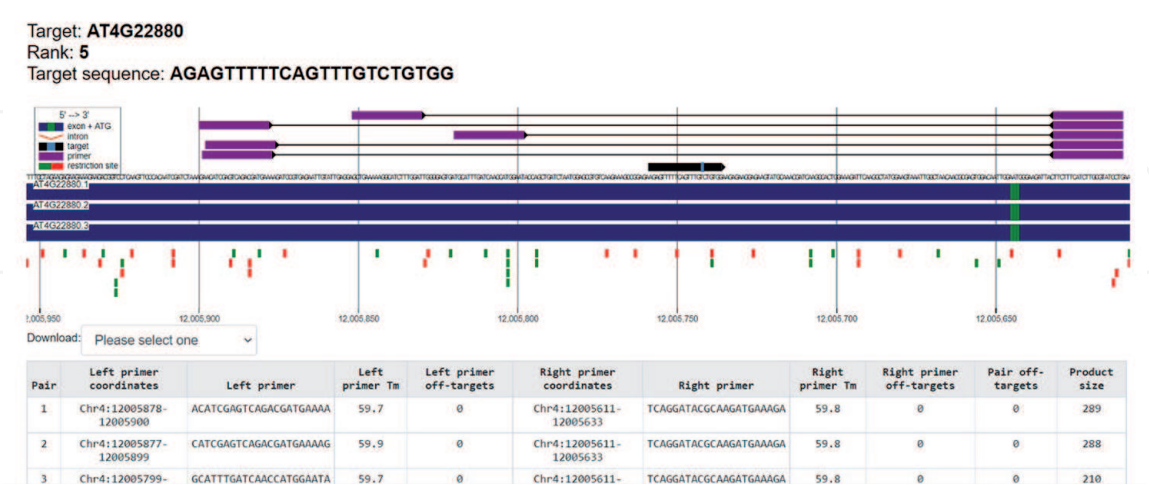 Target: AT4G22880
Rank: 5
Target sequence: AGAGTTTTTCAGTTTGTCTGTGG
5' --> 3'
exon + ATG
intron
target
primer
restriction site
AT4G22880.1
AT4G22880.2
AT4G22880.3
12,005,900 12,005,850 12,005,800 12,005,750 12,005,700 12,005,650
Download: Please select one
Pair Left primer coordinates Left primer Left primer Tm Left primer off-targets Right primer coordinates Right primer Right primer Tm Right primer off-targets Pair off-targets Product size
1 Chr4:12005878-12005900 ACATCGAGTCAGACGATGAAAA 59.7 0 Chr4:12005611-12005633 TCAGGATACGCAAGATGAAAGA 59.8 0 0 289
2 Chr4:12005877-12005899 CATCGAGTCAGACGATGAAAAG 59.9 0 Chr4:12005611-12005633 TCAGGATACGCAAGATGAAAGA 59.8 0 0 288
3 Chr4:12005799- GCATTTGATCAACCATGGAATA 59.7 0 Chr4:12005611- TCAGGATACGCAAGATGAAAGA 59.8 0 0 210